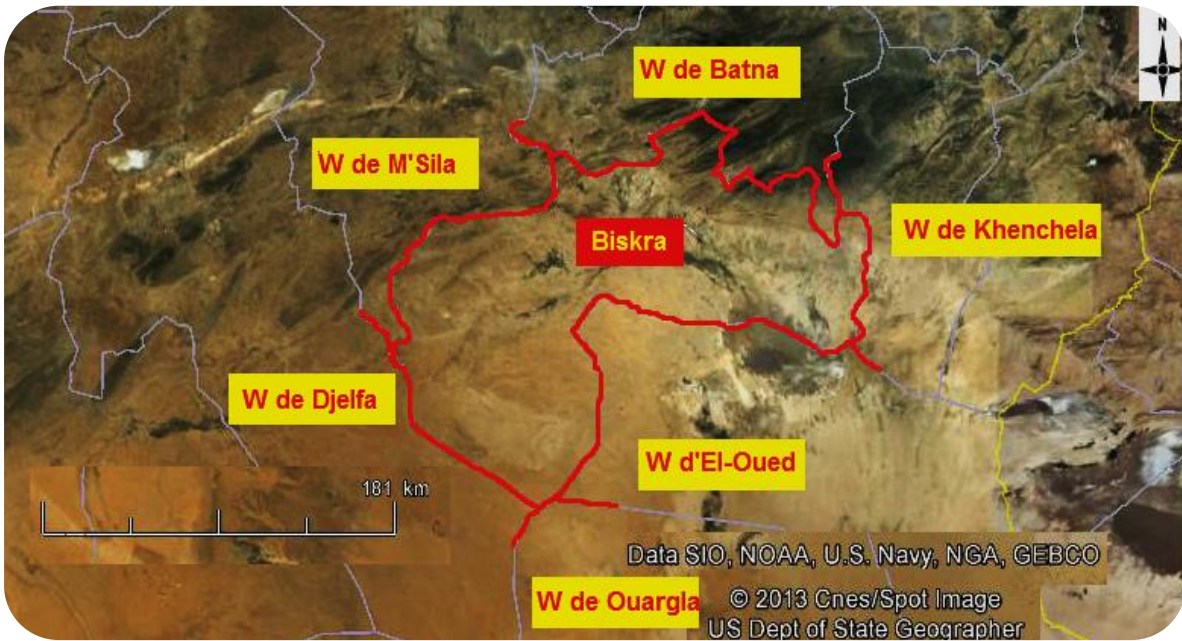 N
W de Batna
W de M'Sila
W de Khenchela
Biskra
W de Djelfa
W d'El-Oued
181 km
Data SIO, NOAA, U.S. Navy, NGA, GEBCO
W de Ouargla
© 2013 Cnes/Spot Image
US Dept of State Geographer